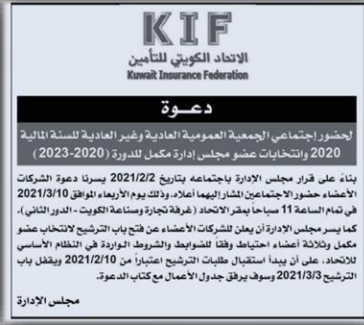 KIF
الاتحاد الكويتي للتأمين
Kuwait Insurance Federation
دعــوة
لحضور إجتماعي الجمعية العمومية العادية وغير العادية للسنة المالية
2020 وانتخابات عضو مجلس إدارة مكمل للدورة (2020-2023)
بناءً على قرار مجلس الإدارة باجتماعه بتاريخ 2021/2/2 يسرنا دعوة الشركات
الأعضاء حضور الاجتماعين المشار إليهما أعلاه، وذلك يوم الأربعاء الموافق 2021/3/10
في تمام الساعة 11 صباحاً بمقر الاتحاد (غرفة تجارة وصناعة الكويت - الدور الثاني).
كما يسر مجلس الإدارة أن يعلن للشركات الأعضاء عن فتح باب الترشيح لانتخاب عضو
مكمل وثلاثة أعضاء احتياط وفقاً للضوابط والشروط الواردة في النظام الأساسي
للاتحاد، على أن يبدأ استقبال طلبات الترشيح اعتباراً من 2021/2/10 ويقفل باب
الترشيح 2021/3/3 وسوف يرفق جدول الأعمال مع كتاب الدعوة.
مجلس الإدارة